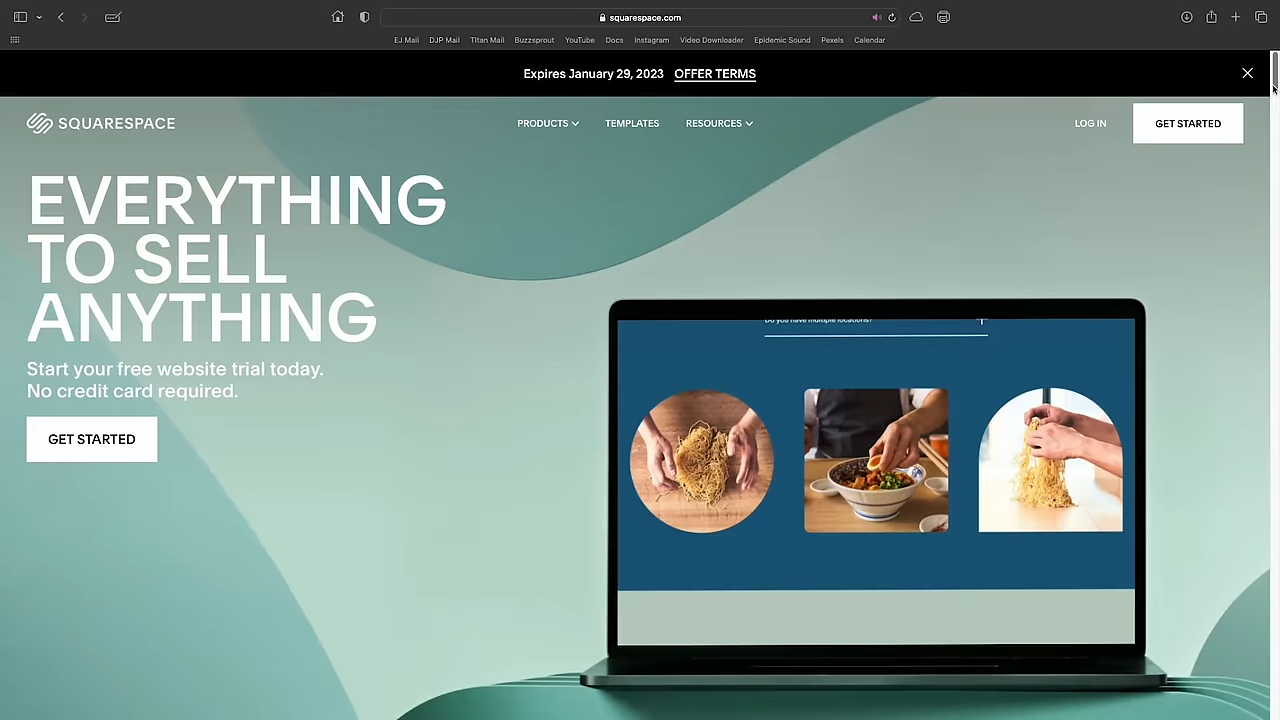 squarespace.com
EJ Mail DJP Mail Titan Mail Buzzsprout YouTube Docs Instagram Video Downloader Epidemic Sound Pexels Calendar
Expires January 29, 2023 OFFER TERMS
SQUARESPACE PRODUCTS TEMPLATES RESOURCES LOG IN GET STARTED
EVERYTHING
TO SELL
ANYTHING
Start your free website trial today.
No credit card required.
GET STARTED
Do you have multiple locations?